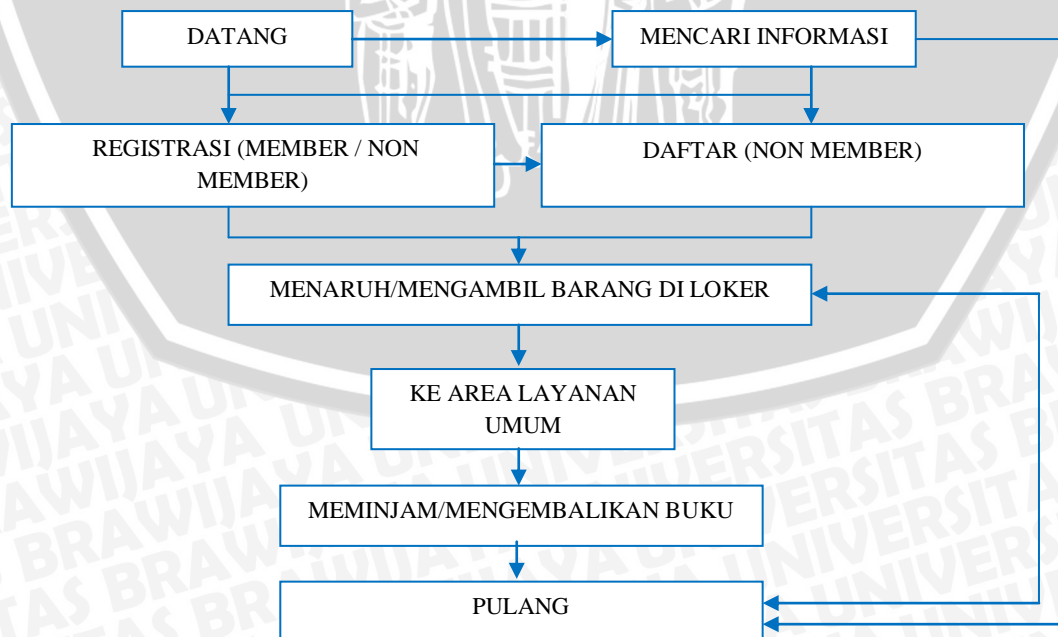 DATANG
MENCARI INFORMASI
REGISTRASI (MEMBER / NON
MEMBER)
DAFTAR (NON MEMBER)
MENARUH/MENGAMBIL BARANG DI LOKER
KE AREA LAYANAN
UMUM
MEMINJAM/MENGEMBALIKAN BUKU
PULANG